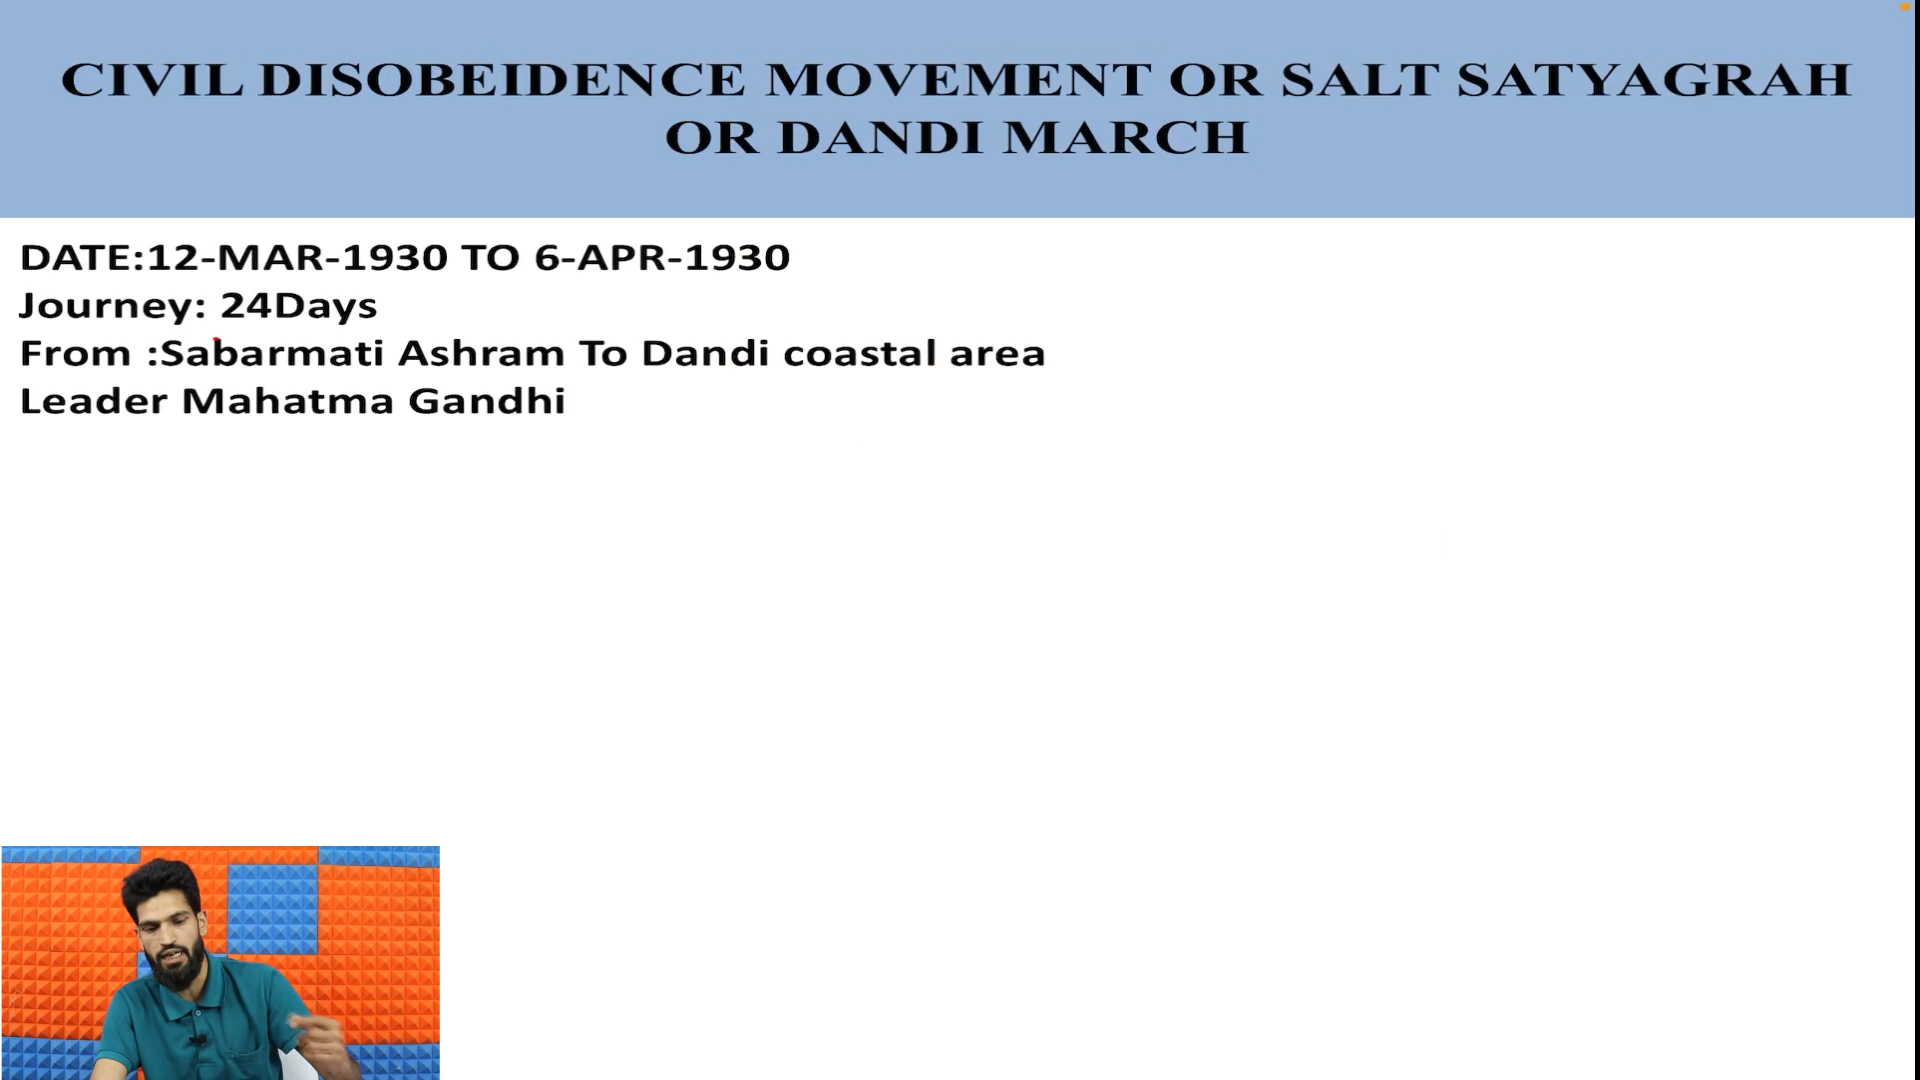 CIVIL DISOBEIDENCE MOVEMENT OR SALT SATYAGRAH
OR DANDI MARCH
DATE:12-MAR-1930 TO 6-APR-1930
Journey: 24Days
From :Sabarmati Ashram To Dandi coastal area
Leader Mahatma Gandhi